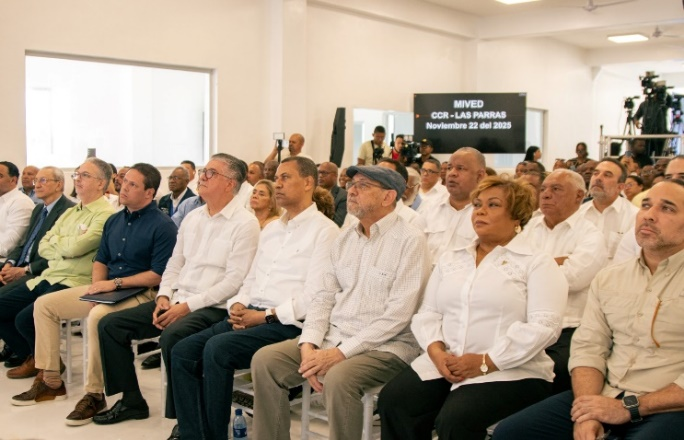 MIVED
CCR - LAS PARRAS
Noviembre 22 del 2025